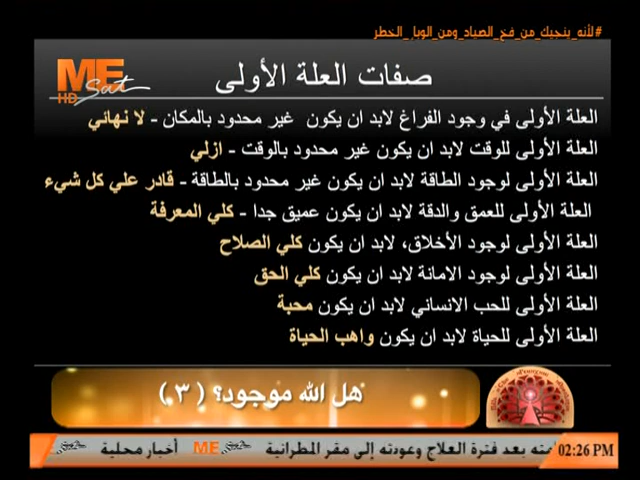 #لأنه_ينجيك_من_فخ_الصياد_ومن_الوبأ_الخطر
ME Sat HD
صفات العلة الأولى
العلة الأولى في وجود الفراغ لابد ان يكون غير محدود بالمكان - لا نهائي
العلة الأولى للوقت لابد ان يكون غير محدود بالوقت - ازلي
العلة الأولى لوجود الطاقة لابد ان يكون غير محدود بالطاقة - قادر علي كل شيء
العلة الأولى للعمق والدقة لابد ان يكون عميق جدا - كلي المعرفة
العلة الأولى لوجود الأخلاق، لابد ان يكون كلي الصلاح
العلة الأولى لوجود الامانة لابد ان يكون كلي الحق
العلة الأولى للحب الانساني لابد ان يكون محبة
العلة الأولى للحياة لابد ان يكون واهب الحياة
هل الله موجود؟ (٣)
بعد فترة العلاج وعودته إلى مقر المطرانية ME Sat أخبار محلية ME Sat
02:26 PM